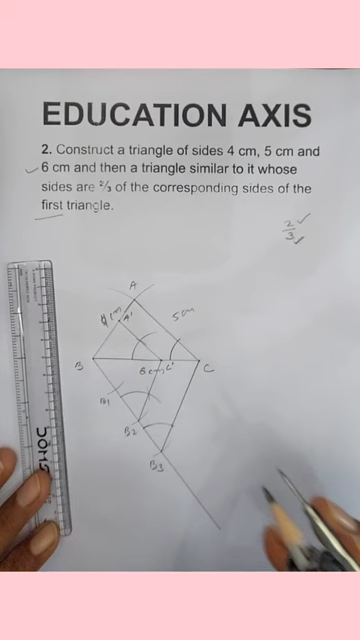 EDUCATION AXIS
2. Construct a triangle of sides 4 cm, 5 cm and
6 cm and then a triangle similar to it whose
sides are 2/3 of the corresponding sides of the
first triangle.
2/3
A
4 cm A' 5 cm
B 6 cm C' C
B1
B2
B3